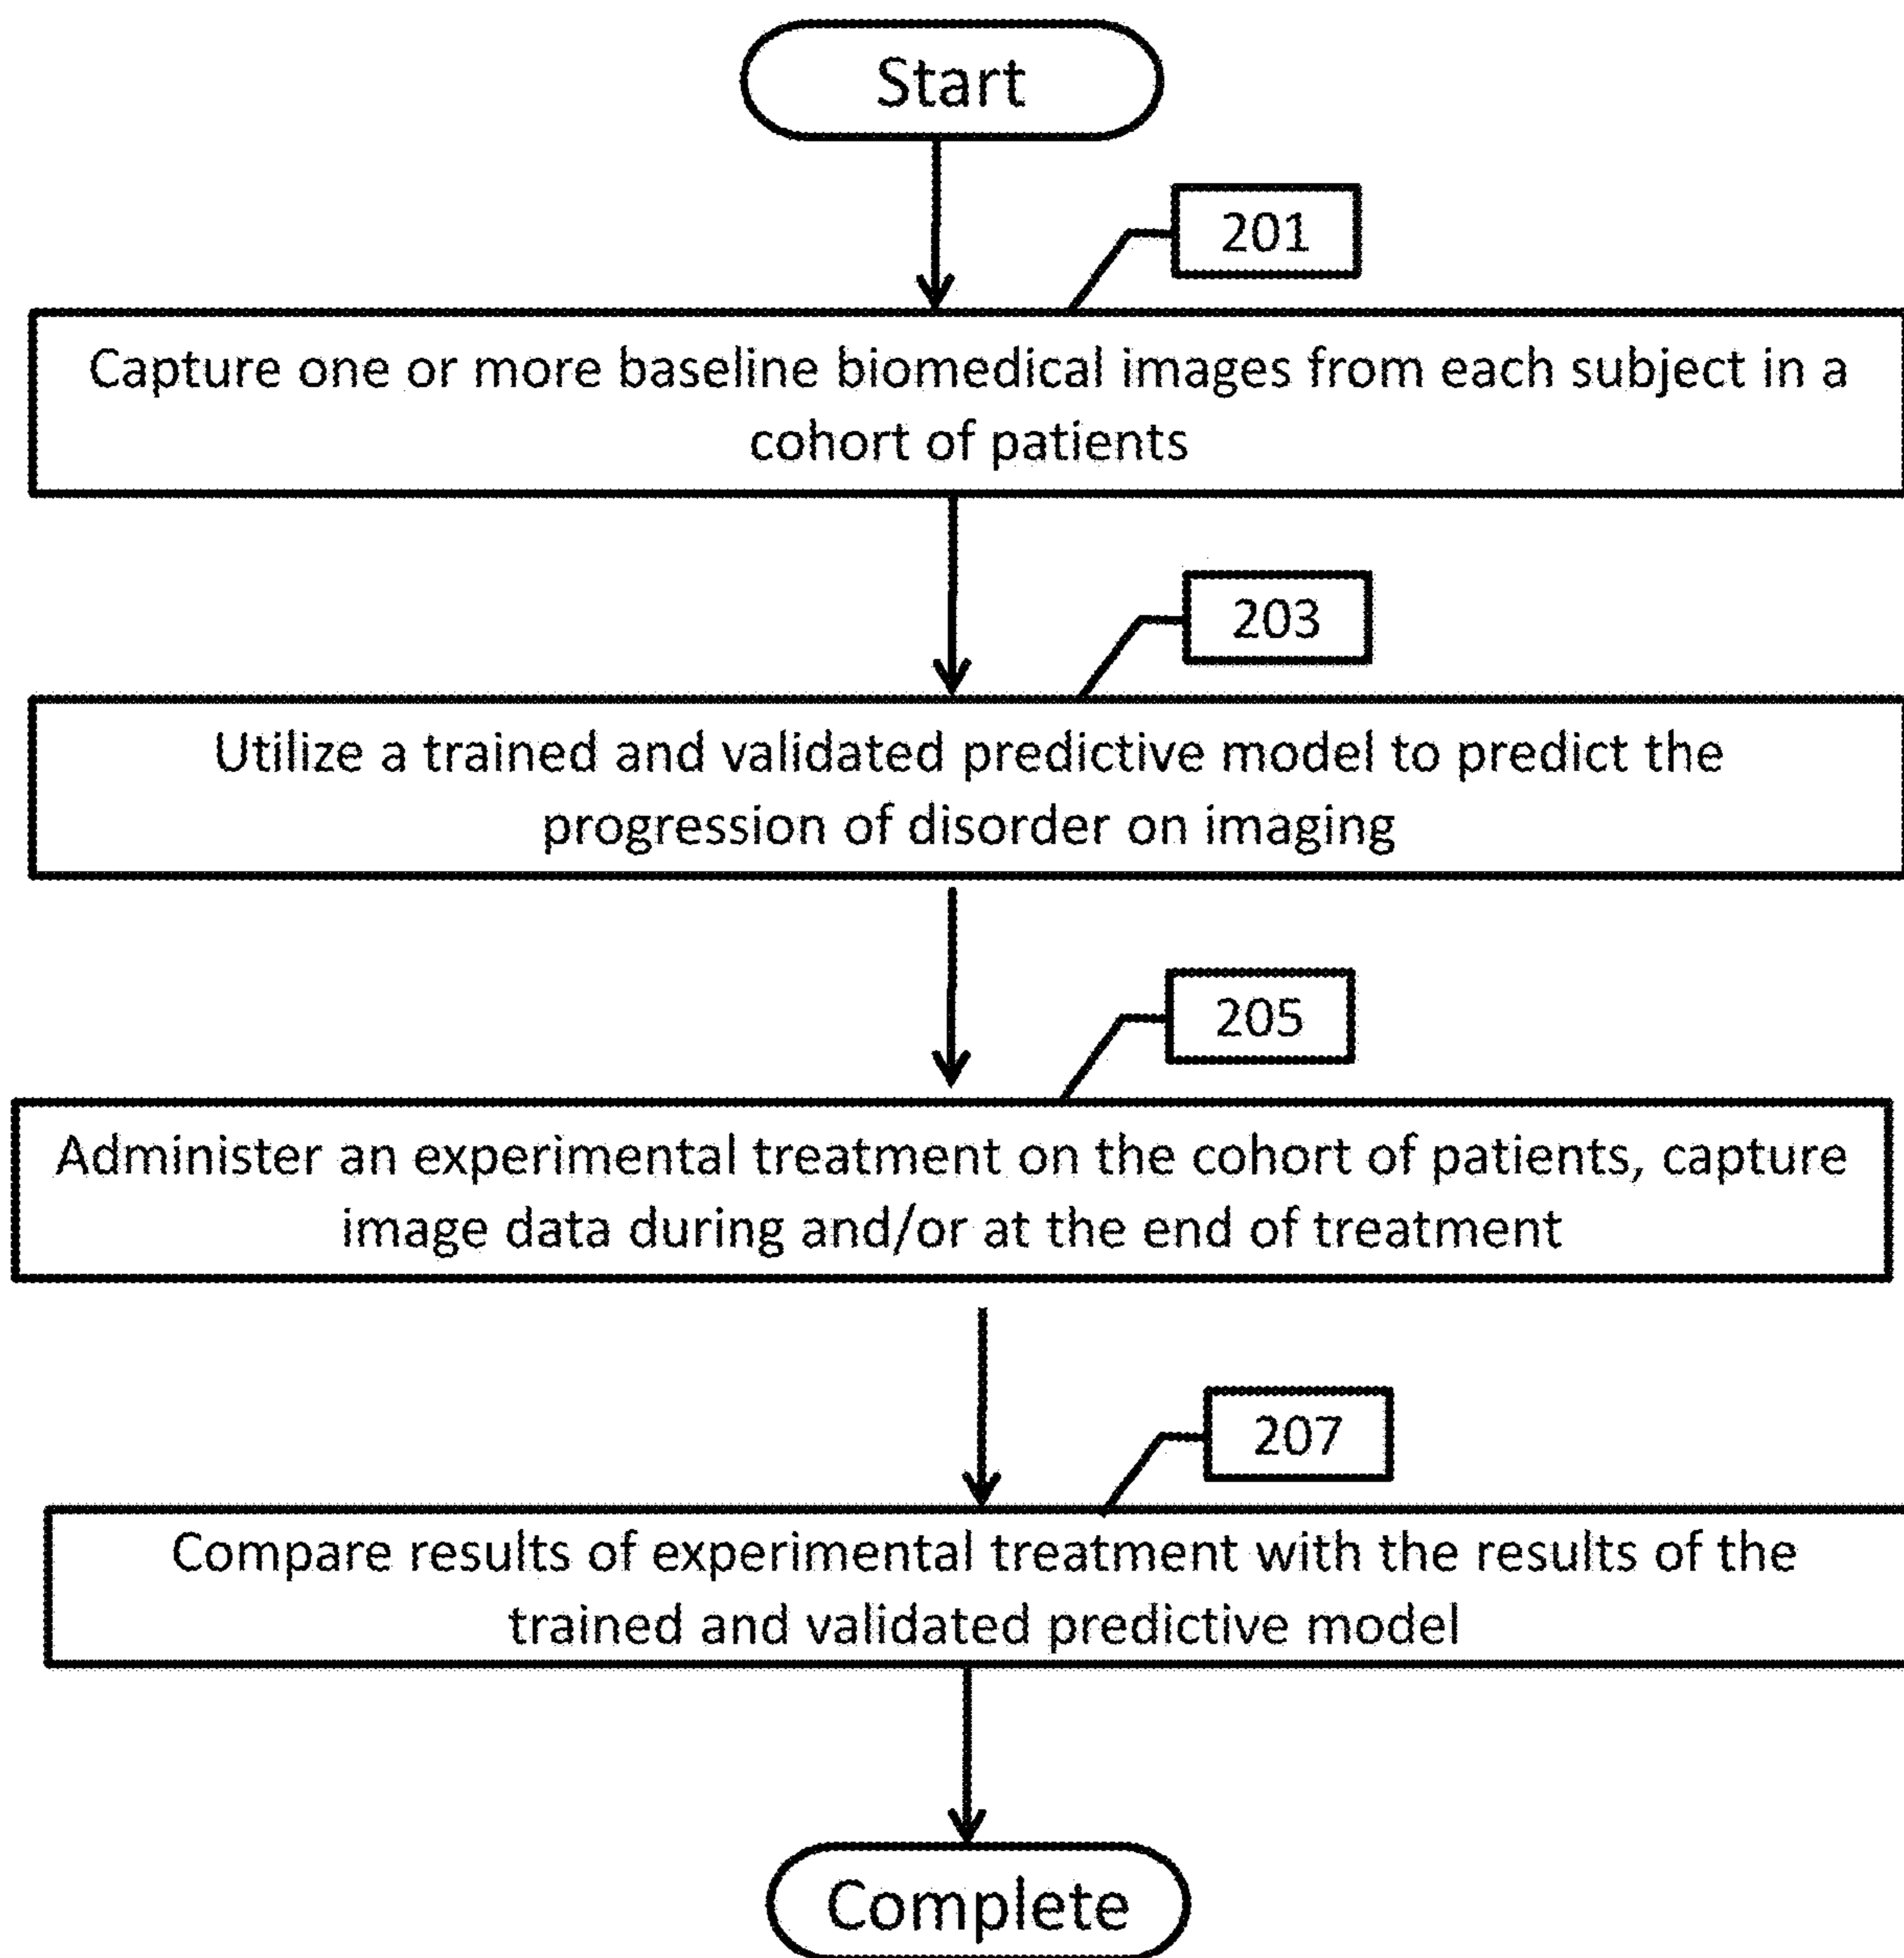 Start
201
Capture one or more baseline biomedical images from each subject in a
cohort of patients
203
Utilize a trained and validated predictive model to predict the
progression of disorder on imaging
205
Administer an experimental treatment on the cohort of patients, capture
image data during and/or at the end of treatment
207
Compare results of experimental treatment with the results of the
trained and validated predictive model
Complete